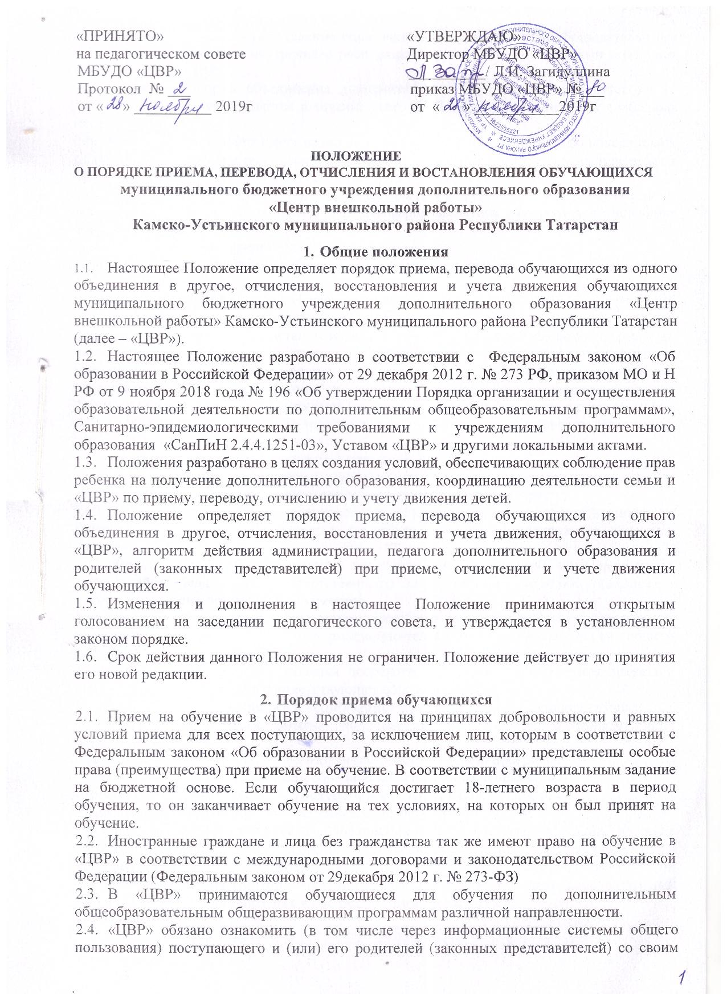 «ПРИНЯТО»
на педагогическом совете
МБУДО «ЦВР»
Протокол № 2
от «28» ноября 2019г
«УТВЕРЖДАЮ»
Директор МБУДО «ЦВР»
/ Л.И. Загидуллина
приказ МБУДО «ЦВР» № 80
от «28» ноября 2019г
ПОЛОЖЕНИЕ
О ПОРЯДКЕ ПРИЕМА, ПЕРЕВОДА, ОТЧИСЛЕНИЯ И ВОСТАНОВЛЕНИЯ ОБУЧАЮЩИХСЯ
муниципального бюджетного учреждения дополнительного образования
«Центр внешкольной работы»
Камско-Устьинского муниципального района Республики Татарстан
1. Общие положения
1.1. Настоящее Положение определяет порядок приема, перевода обучающихся из одного
объединения в другое, отчисления, восстановления и учета движения обучающихся
муниципального бюджетного учреждения дополнительного образования «Центр
внешкольной работы» Камско-Устьинского муниципального района Республики Татарстан
(далее – «ЦВР»).
1.2. Настоящее Положение разработано в соответствии с Федеральным законом «Об
образовании в Российской Федерации» от 29 декабря 2012 г. № 273 РФ, приказом МО и Н
РФ от 9 ноября 2018 года № 196 «Об утверждении Порядка организации и осуществления
образовательной деятельности по дополнительным общеобразовательным программам»,
Санитарно-эпидемиологическими требованиями к учреждениям дополнительного
образования «СанПиН 2.4.4.1251-03», Уставом «ЦВР» и другими локальными актами.
1.3. Положения разработано в целях создания условий, обеспечивающих соблюдение прав
ребенка на получение дополнительного образования, координацию деятельности семьи и
«ЦВР» по приему, переводу, отчислению и учету движения детей.
1.4. Положение определяет порядок приема, перевода обучающихся из одного
объединения в другое, отчисления, восстановления и учета движения, обучающихся в
«ЦВР», алгоритм действия администрации, педагога дополнительного образования и
родителей (законных представителей) при приеме, отчислении и учете движения
обучающихся.
1.5. Изменения и дополнения в настоящее Положение принимаются открытым
голосованием на заседании педагогического совета, и утверждается в установленном
законом порядке.
1.6. Срок действия данного Положения не ограничен. Положение действует до принятия
его новой редакции.
2. Порядок приема обучающихся
2.1. Прием на обучение в «ЦВР» проводится на принципах добровольности и равных
условий приема для всех поступающих, за исключением лиц, которым в соответствии с
Федеральным законом «Об образовании в Российской Федерации» представлены особые
права (преимущества) при приеме на обучение. В соответствии с муниципальным задание
на бюджетной основе. Если обучающийся достигает 18-летнего возраста в период
обучения, то он заканчивает обучение на тех условиях, на которых он был принят на
обучение.
2.2. Иностранные граждане и лица без гражданства так же имеют право на обучение в
«ЦВР» в соответствии с международными договорами и законодательством Российской
Федерации (Федеральным законом от 29декабря 2012 г. № 273-ФЗ)
2.3. В «ЦВР» принимаются обучающиеся для обучения по дополнительным
общеобразовательным общеразвивающим программам различной направленности.
2.4. «ЦВР» обязано ознакомить (в том числе через информационные системы общего
пользования) поступающего и (или) его родителей (законных представителей) со своим
1